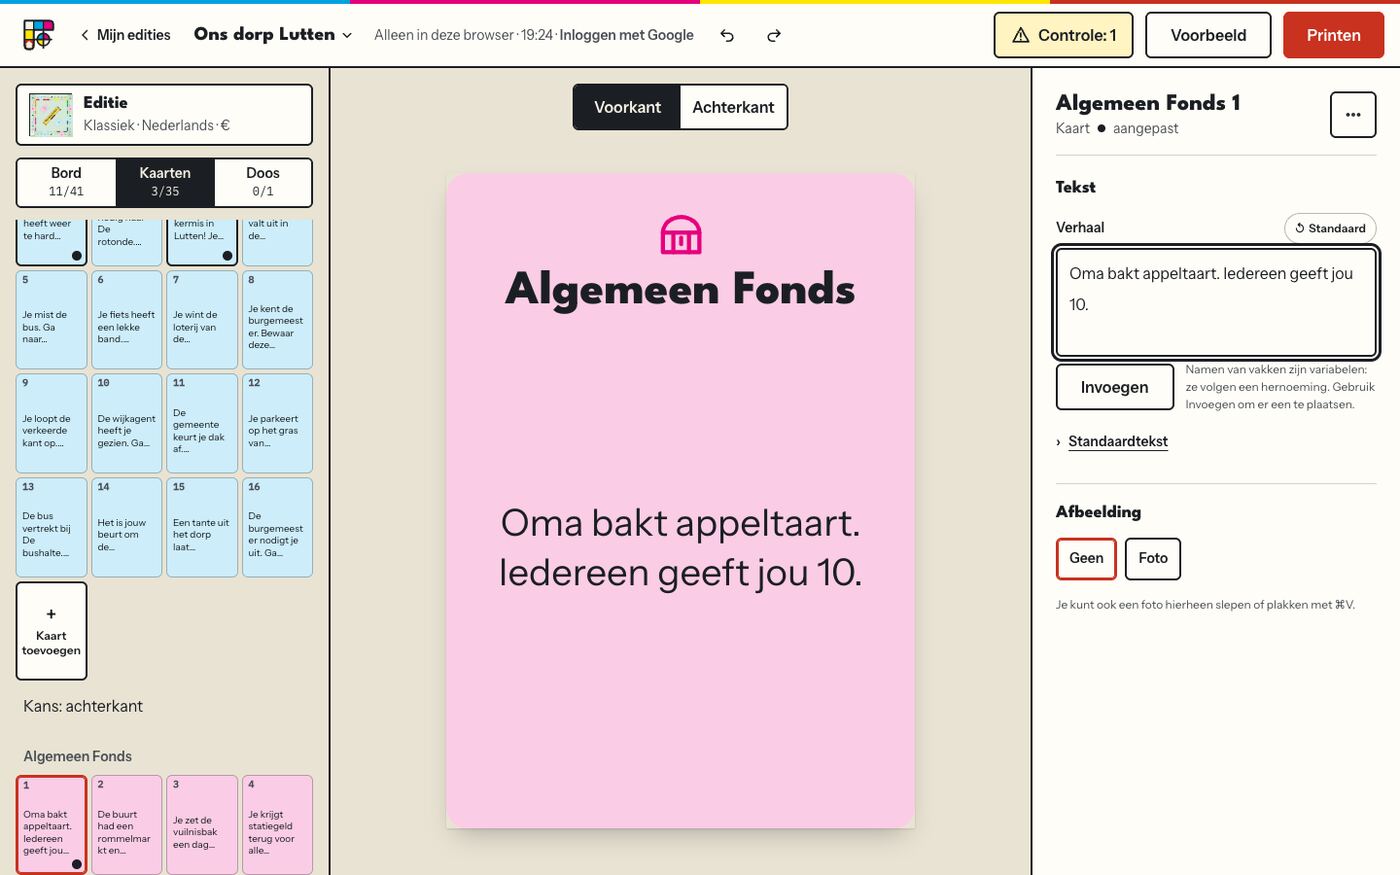 Mijn edities
Ons dorp Lutten
Alleen in deze browser · 19:24 · Inloggen met Google
Controle: 1
Voorbeeld
Printen
Editie
Klassiek · Nederlands · €
Bord
11/41
Kaarten
3/35
Doos
0/1
heeft weer
te hard...
De
rotonde....
kermis in
Lutten! Je...
valt uit in
de...
5
Je mist de
bus. Ga
naar...
6
Je fiets heeft
een lekke
band....
7
Je wint de
loterij van
de...
8
Je kent de
burgemeest
er. Bewaar
deze...
9
Je loopt de
verkeerde
kant op....
10
De wijkagent
heeft je
gezien. Ga...
11
De
gemeente
keurt je dak
af....
12
Je parkeert
op het gras
van...
13
De bus
vertrekt bij
De
bushalte....
14
Het is jouw
beurt om
de...
15
Een tante uit
het dorp
laat...
16
De
burgemeest
er nodigt je
uit. Ga...
+
Kaart
toevoegen
Kans: achterkant
Algemeen Fonds
1
Oma bakt
appeltaart.
Iedereen
geeft jou...
2
De buurt
had een
rommelmar
kt en...
3
Je zet de
vuilnisbak
een dag...
4
Je krijgt
statiegeld
terug voor
alle...
Voorkant
Achterkant
Algemeen Fonds
Oma bakt appeltaart.
Iedereen geeft jou 10.
Algemeen Fonds 1
Kaart ● aangepast
Tekst
Verhaal
Standaard
Oma bakt appeltaart. Iedereen geeft jou
10.
Invoegen
Namen van vakken zijn variabelen:
ze volgen een hernoeming. Gebruik
Invoegen om er een te plaatsen.
› Standaardtekst
Afbeelding
Geen
Foto
Je kunt ook een foto hierheen slepen of plakken met ⌘V.